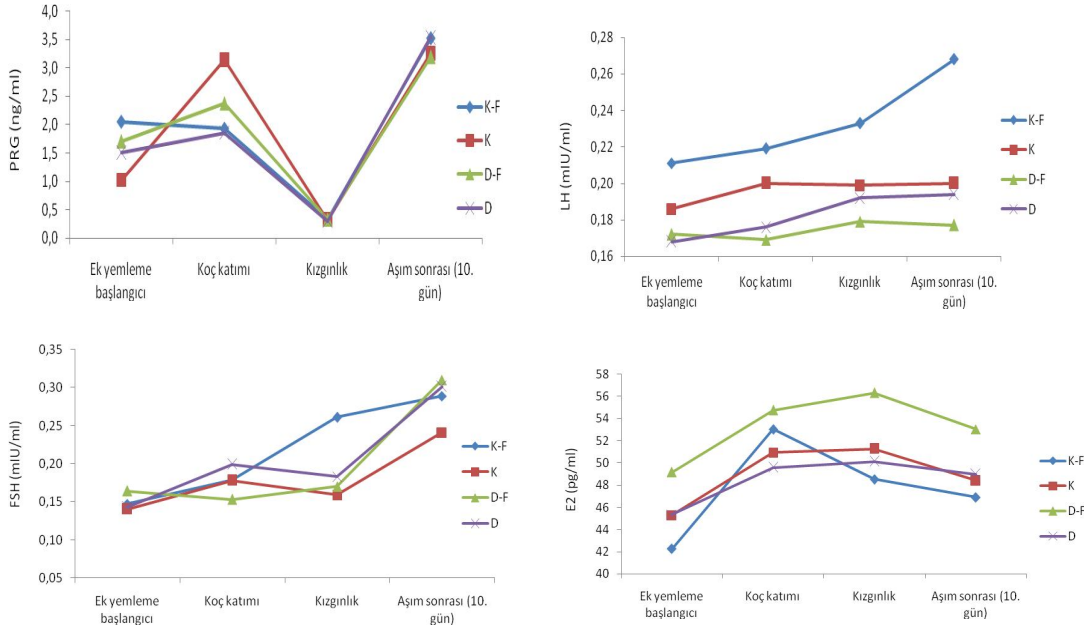 PRG (ng/ml)
4,0
3,5
3,0
2,5
2,0
1,5
1,0
0,5
0,0
Ek yemleme
başlangıcı
Koç katımı
Kızgınlık
Aşım sonrası (10.
gün)
K-F
K
D-F
D
LH (mIU/ml)
0,28
0,26
0,24
0,22
0,20
0,18
0,16
Ek yemleme
başlangıcı
Koç katımı
Kızgınlık
Aşım sonrası (10.
gün)
K-F
K
D-F
D
FSH (mIU/ml)
0,35
0,30
0,25
0,20
0,15
0,10
0,05
Ek yemleme
başlangıcı
Koç katımı
Kızgınlık
Aşım sonrası (10.
gün)
K-F
K
D-F
D
E2 (pg/ml)
58
56
54
52
50
48
46
44
42
40
Ek yemleme
başlangıcı
Koç katımı
Kızgınlık
Aşım sonrası (10.
gün)
K-F
K
D-F
D